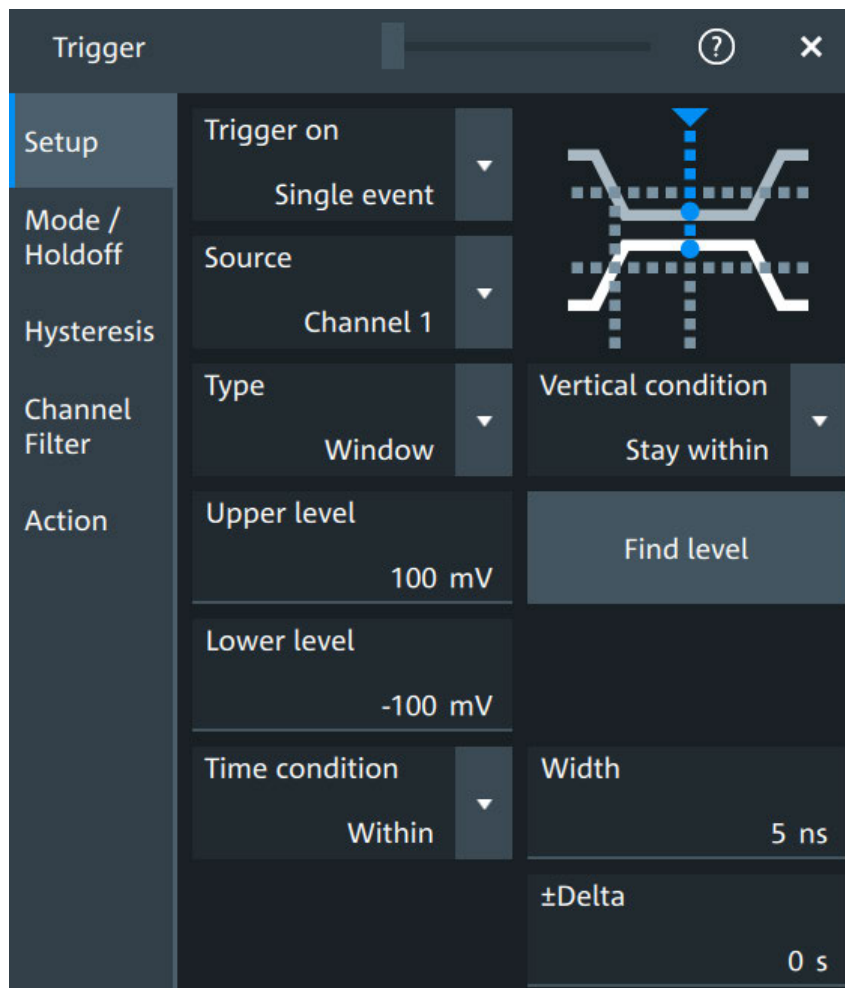 Trigger
?
Setup
Mode /
Holdoff
Hysteresis
Channel
Filter
Action
Trigger on
Single event
Source
Channel 1
Type
Window
Vertical condition
Stay within
Upper level
100 mV
Find level
Lower level
-100 mV
Time condition
Within
Width
5 ns
±Delta
0 s